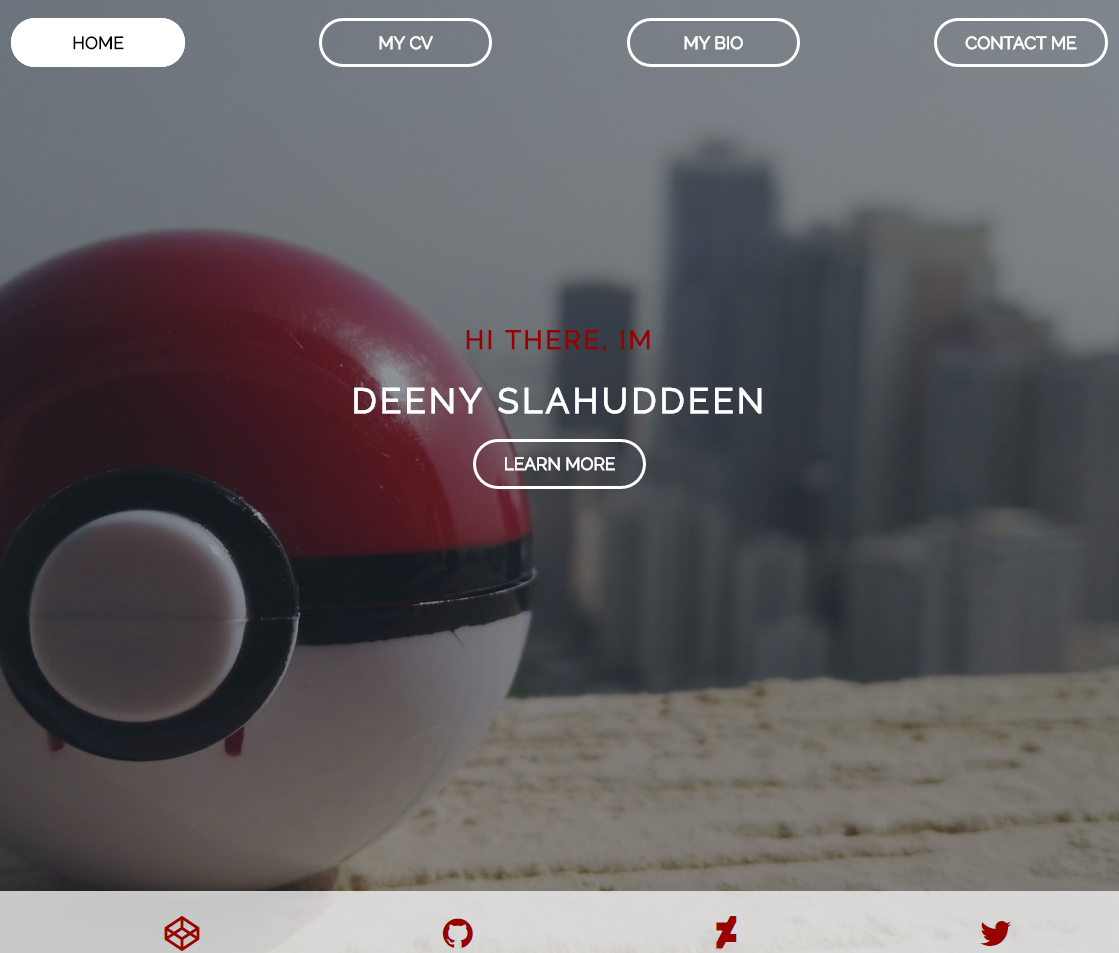 HOME
MY CV
MY BIO
CONTACT ME
HI THERE, IM
DEENY SLAHUDDEEN
LEARN MORE